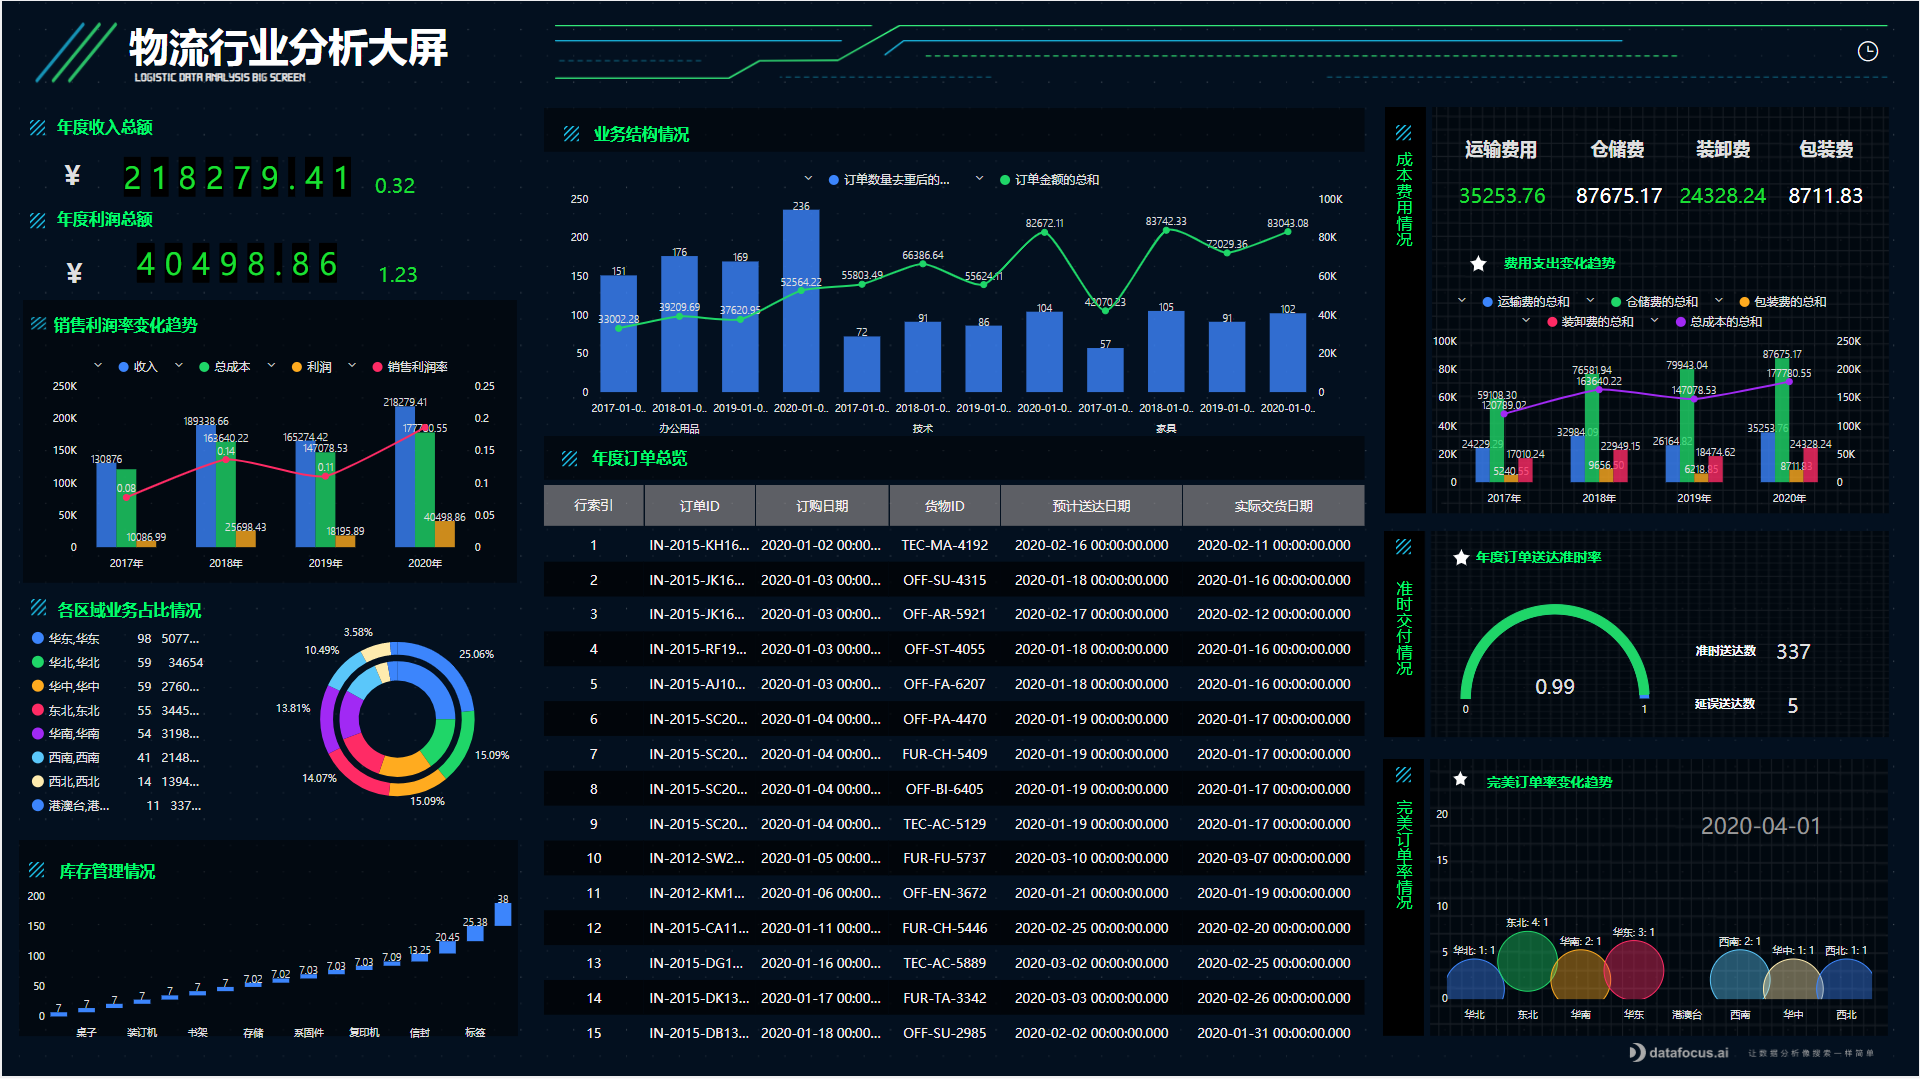 物流行业分析大屏
LOGISTIC DATA ANALYSIS BIG SCREEN
年度收入总额
¥ 218279.41 0.32
年度利润总额
¥ 40498.86 1.23
销售利润率变化趋势
收入 总成本 利润 销售利润率
250K 0.25
200K 0.2
150K 0.15
100K 0.1
50K 0.05
0 0
130876 189338.66 165274.42 218279.41
163640.22 147078.53 177780.55
0.08 0.14 0.11
10086.99 25698.43 18195.89 40498.86
2017年 2018年 2019年 2020年
各区域业务占比情况
华东,华东 98 5077...
华北,华北 59 34654
华中,华中 59 2760...
东北,东北 55 3445...
华南,华南 54 3198...
西南,西南 41 2148...
西北,西北 14 1394...
港澳台,港... 11 337...
3.58%
10.49% 25.06%
13.81%
15.09%
14.07%
15.09%
库存管理情况
200
150
100
50
0
7 7 7 7 7 7 7 7.02 7.02 7.03 7.03 7.03 7.09 13.25 20.45 25.38 38
桌子 装订机 书架 存储 系固件 复印机 信封 标签
业务结构情况
订单数量去重后的... 订单金额的总和
250 100K
200 80K
150 60K
100 40K
50 20K
0 0
151 176 169 236 72 91 86 104 57 105 91 102
33002.28 39209.69 37620.95 52564.22 55803.49 66386.64 55624.11 82672.11 42070.23 83742.33 72029.36 83043.08
2017-01-0.. 2018-01-0.. 2019-01-0.. 2020-01-0.. 2017-01-0.. 2018-01-0.. 2019-01-0.. 2020-01-0.. 2017-01-0.. 2018-01-0.. 2019-01-0.. 2020-01-0..
办公用品 技术 家具
年度订单总览
行索引 订单ID 订购日期 货物ID 预计送达日期 实际交货日期
1 IN-2015-KH16... 2020-01-02 00:00... TEC-MA-4192 2020-02-16 00:00:00.000 2020-02-11 00:00:00.000
2 IN-2015-JK16... 2020-01-03 00:00... OFF-SU-4315 2020-01-18 00:00:00.000 2020-01-16 00:00:00.000
3 IN-2015-JK16... 2020-01-03 00:00... OFF-AR-5921 2020-02-17 00:00:00.000 2020-02-12 00:00:00.000
4 IN-2015-RF19... 2020-01-03 00:00... OFF-ST-4055 2020-01-18 00:00:00.000 2020-01-16 00:00:00.000
5 IN-2015-AJ10... 2020-01-03 00:00... OFF-FA-6207 2020-01-18 00:00:00.000 2020-01-16 00:00:00.000
6 IN-2015-SC20... 2020-01-04 00:00... OFF-PA-4470 2020-01-19 00:00:00.000 2020-01-17 00:00:00.000
7 IN-2015-SC20... 2020-01-04 00:00... FUR-CH-5409 2020-01-19 00:00:00.000 2020-01-17 00:00:00.000
8 IN-2015-SC20... 2020-01-04 00:00... OFF-BI-6405 2020-01-19 00:00:00.000 2020-01-17 00:00:00.000
9 IN-2015-SC20... 2020-01-04 00:00... TEC-AC-5129 2020-01-19 00:00:00.000 2020-01-17 00:00:00.000
10 IN-2012-SW2... 2020-01-05 00:00... FUR-FU-5737 2020-03-10 00:00:00.000 2020-03-07 00:00:00.000
11 IN-2012-KM1... 2020-01-06 00:00... OFF-EN-3672 2020-01-21 00:00:00.000 2020-01-19 00:00:00.000
12 IN-2015-CA11... 2020-01-11 00:00... FUR-CH-5446 2020-02-25 00:00:00.000 2020-02-20 00:00:00.000
13 IN-2015-DG1... 2020-01-16 00:00... TEC-AC-5889 2020-03-02 00:00:00.000 2020-02-25 00:00:00.000
14 IN-2015-DK13... 2020-01-17 00:00... FUR-TA-3342 2020-03-03 00:00:00.000 2020-02-26 00:00:00.000
15 IN-2015-DB13... 2020-01-18 00:00... OFF-SU-2985 2020-02-02 00:00:00.000 2020-01-31 00:00:00.000
成本费用情况
运输费用 仓储费 装卸费 包装费
35253.76 87675.17 24328.24 8711.83
费用支出变化趋势
运输费的总和 仓储费的总和 包装费的总和
装卸费的总和 总成本的总和
100K 250K
80K 200K
60K 150K
40K 100K
20K 50K
0 0
59108.30 76581.94 79943.04 87675.17
120789.02 163640.22 147078.53 177780.55
24229.29 32984.09 26164.82 35253.76
17010.24 22949.15 18474.62 24328.24
5240.55 9656.50 6218.85 8711.83
2017年 2018年 2019年 2020年
准时交付情况
年度订单送达准时率
0.99
0 1
准时送达数 337
延误送达数 5
完美订单率情况
完美订单率变化趋势
2020-04-01
20
15
10
5
0
华北: 1: 1 东北: 4: 1 华南: 2: 1 华东: 3: 1 西南: 2: 1 华中: 1: 1 西北: 1: 1
华北 东北 华南 华东 港澳台 西南 华中 西北
datafocus.ai 让数据分析像搜索一样简单